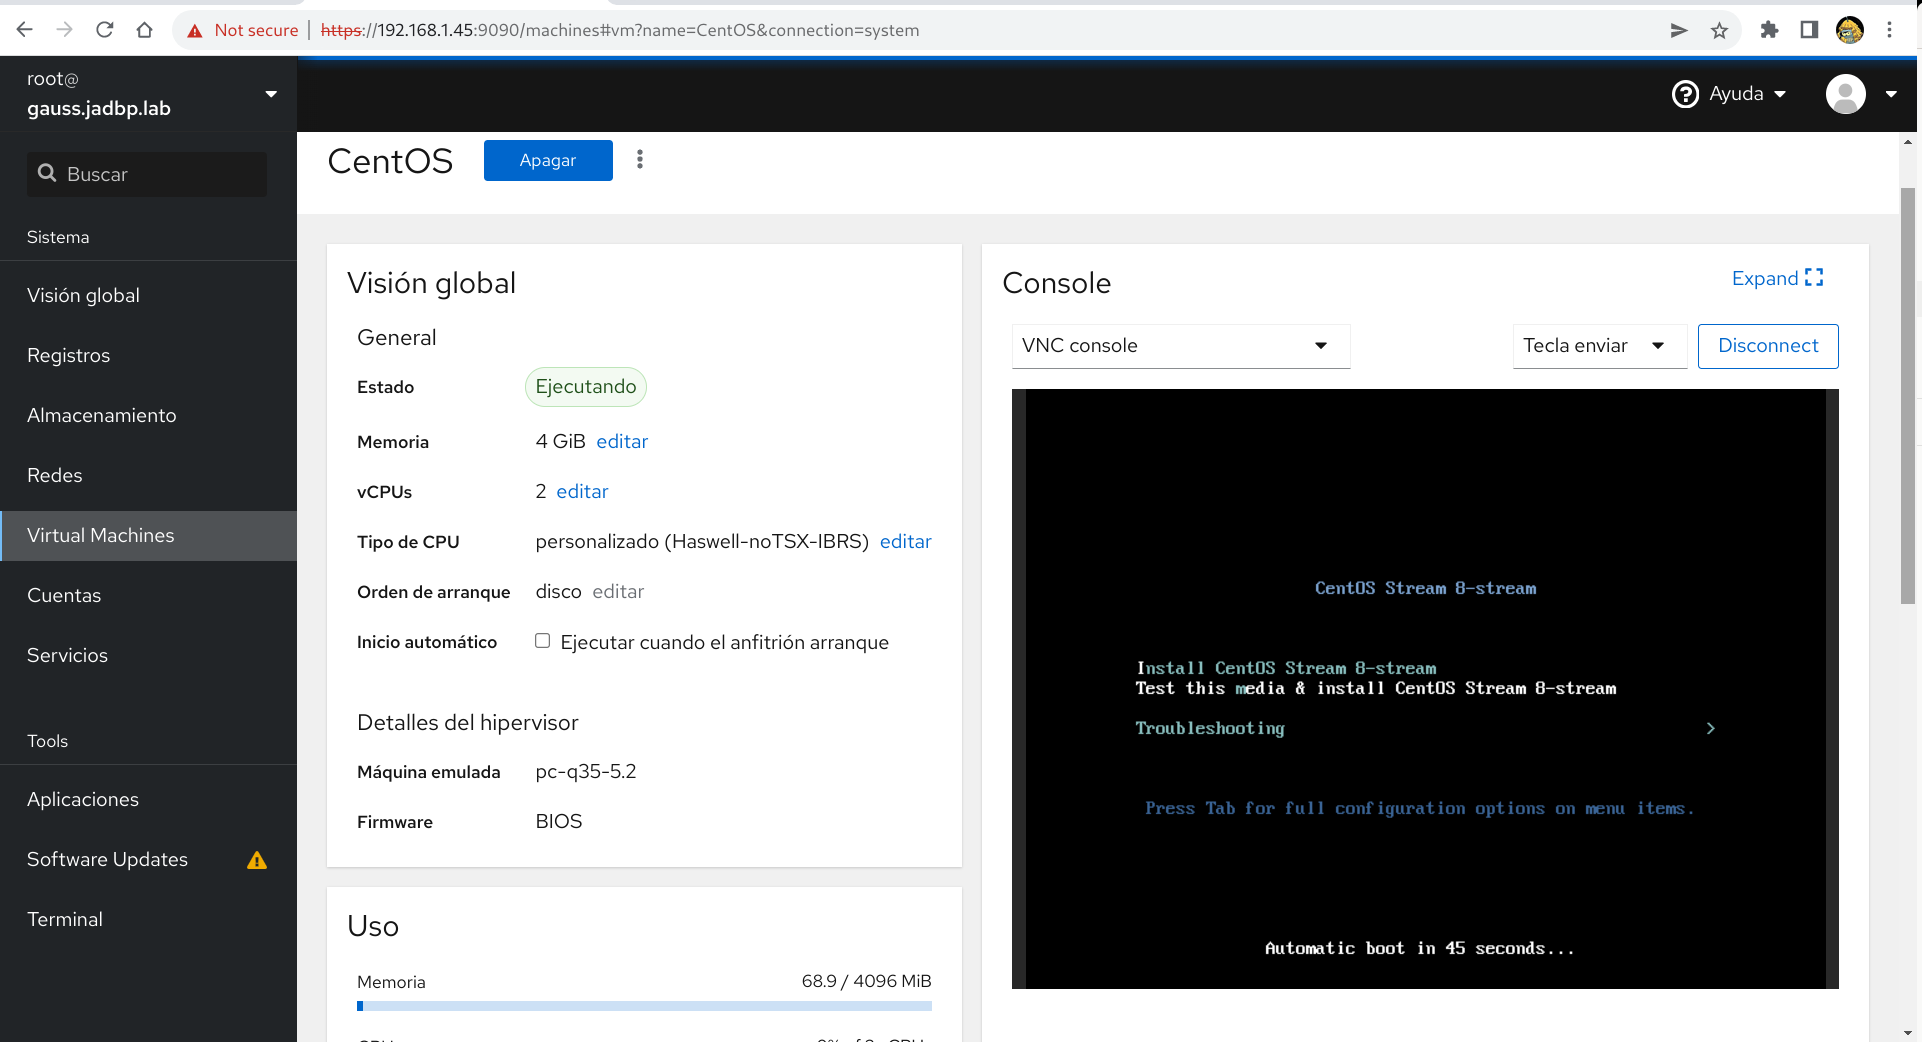 Not secure | https://192.168.1.45:9090/machines#vm?name=CentOS&connection=system
root@
gauss.jadbp.lab
Ayuda
Buscar
Sistema
Visión global
Registros
Almacenamiento
Redes
Virtual Machines
Cuentas
Servicios
Tools
Aplicaciones
Software Updates
Terminal
CentOS
Apagar
Visión global
General
Estado Ejecutando
Memoria 4 GiB editar
vCPUs 2 editar
Tipo de CPU personalizado (Haswell-noTSX-IBRS) editar
Orden de arranque disco editar
Inicio automático Ejecutar cuando el anfitrión arranque
Detalles del hipervisor
Máquina emulada pc-q35-5.2
Firmware BIOS
Uso
Memoria 68.9 / 4096 MiB
Console
Expand
VNC console
Tecla enviar
Disconnect
CentOS Stream 8-stream
Install CentOS Stream 8-stream
Test this media & install CentOS Stream 8-stream
Troubleshooting >
Press Tab for full configuration options on menu items.
Automatic boot in 45 seconds...